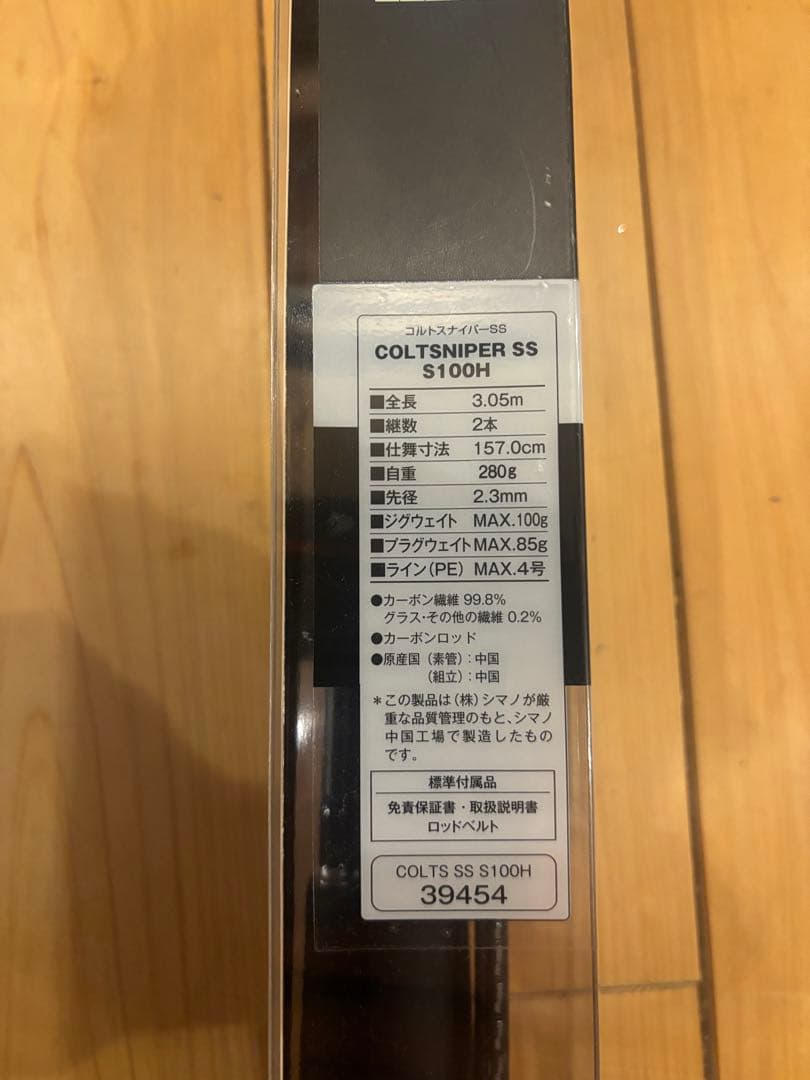 コルトスナイパーSS
COLTSNIPER SS
S100H
■全長 3.05m
■継数 2本
■仕舞寸法 157.0cm
■自重 280g
■先径 2.3mm
■ジグウェイト MAX.100g
■プラグウェイト MAX.85g
■ライン(PE) MAX.4号
●カーボン繊維 99.8%
グラス・その他の繊維 0.2%
●カーボンロッド
●原産国(素管):中国
(組立):中国
＊この製品は(株)シマノが厳
重な品質管理のもと、シマノ
中国工場で製造したもの
です。
標準付属品
免責保証書・取扱説明書
ロッドベルト
COLTS SS S100H
39454